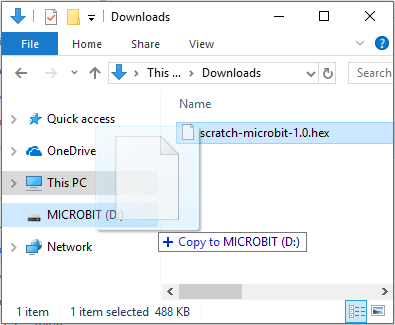 Downloads
File Home Share View
This ... Downloads Search
Name
Quick access
scratch-microbit-1.0.hex
OneDrive
This PC
MICROBIT (D:)
Copy to MICROBIT (D:)
Network
1 item 1 item selected 488 KB